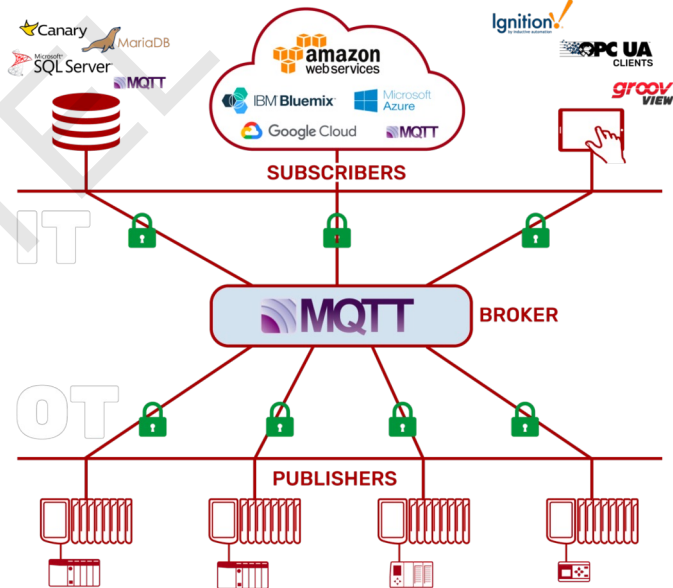 Canary
MariaDB
Microsoft®
SQL Server
MQTT
amazon
web services
IBM Bluemix
Microsoft
Azure
Google Cloud
MQTT
Ignition!
by inductive automation
OPC UA
CLIENTS
groov
VIEW
SUBSCRIBERS
IT
MQTT
BROKER
OT
PUBLISHERS